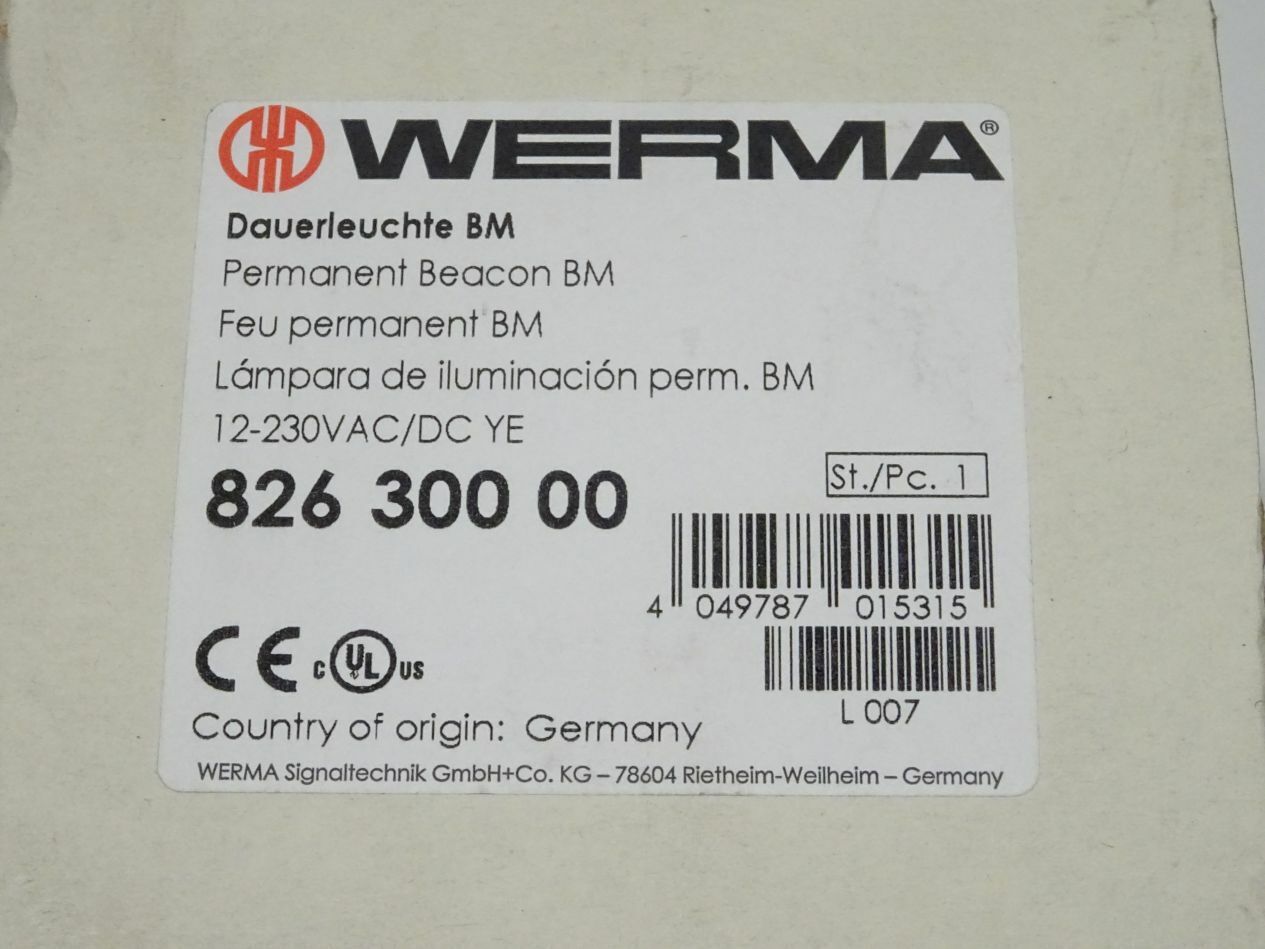 WERMA®
Dauerleuchte BM
Permanent Beacon BM
Feu permanent BM
Lámpara de iluminación perm. BM
12-230VAC/DC YE
826 300 00
St./Pc. 1
4 049787 015315
CE c UL US
L 007
Country of origin: Germany
WERMA Signaltechnik GmbH+Co. KG – 78604 Rietheim-Weilheim – Germany